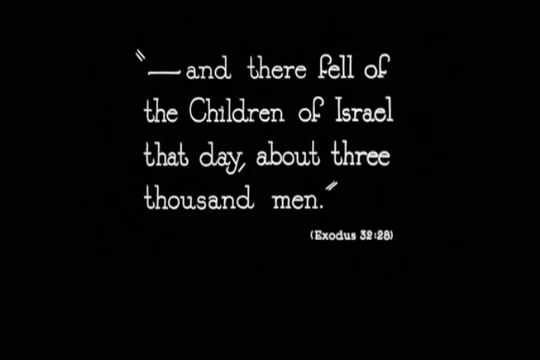 "—and there fell of
the Children of Israel
that day, about three
thousand men."
(Exodus 32:28)